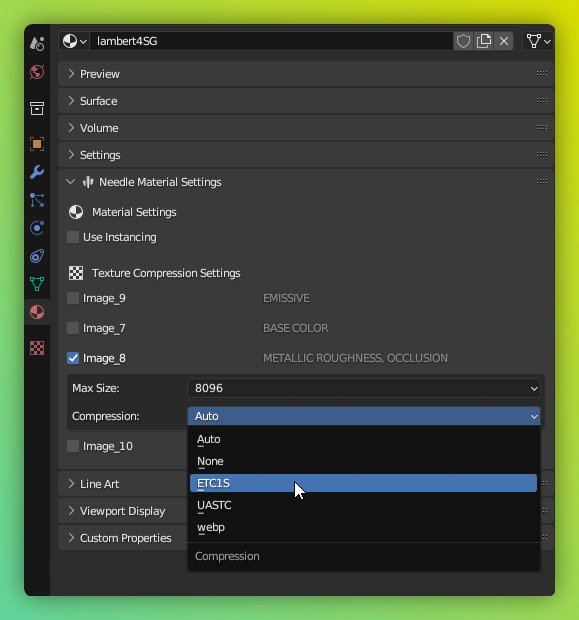 lambert4SG
Preview
Surface
Volume
Settings
Needle Material Settings
Material Settings
Use Instancing
Texture Compression Settings
Image_9 EMISSIVE
Image_7 BASE COLOR
Image_8 METALLIC ROUGHNESS, OCCLUSION
Max Size: 8096
Compression: Auto
Auto
Image_10
None
Line Art
ETC1S
Viewport Display
UASTC
Custom Properties
webp
Compression